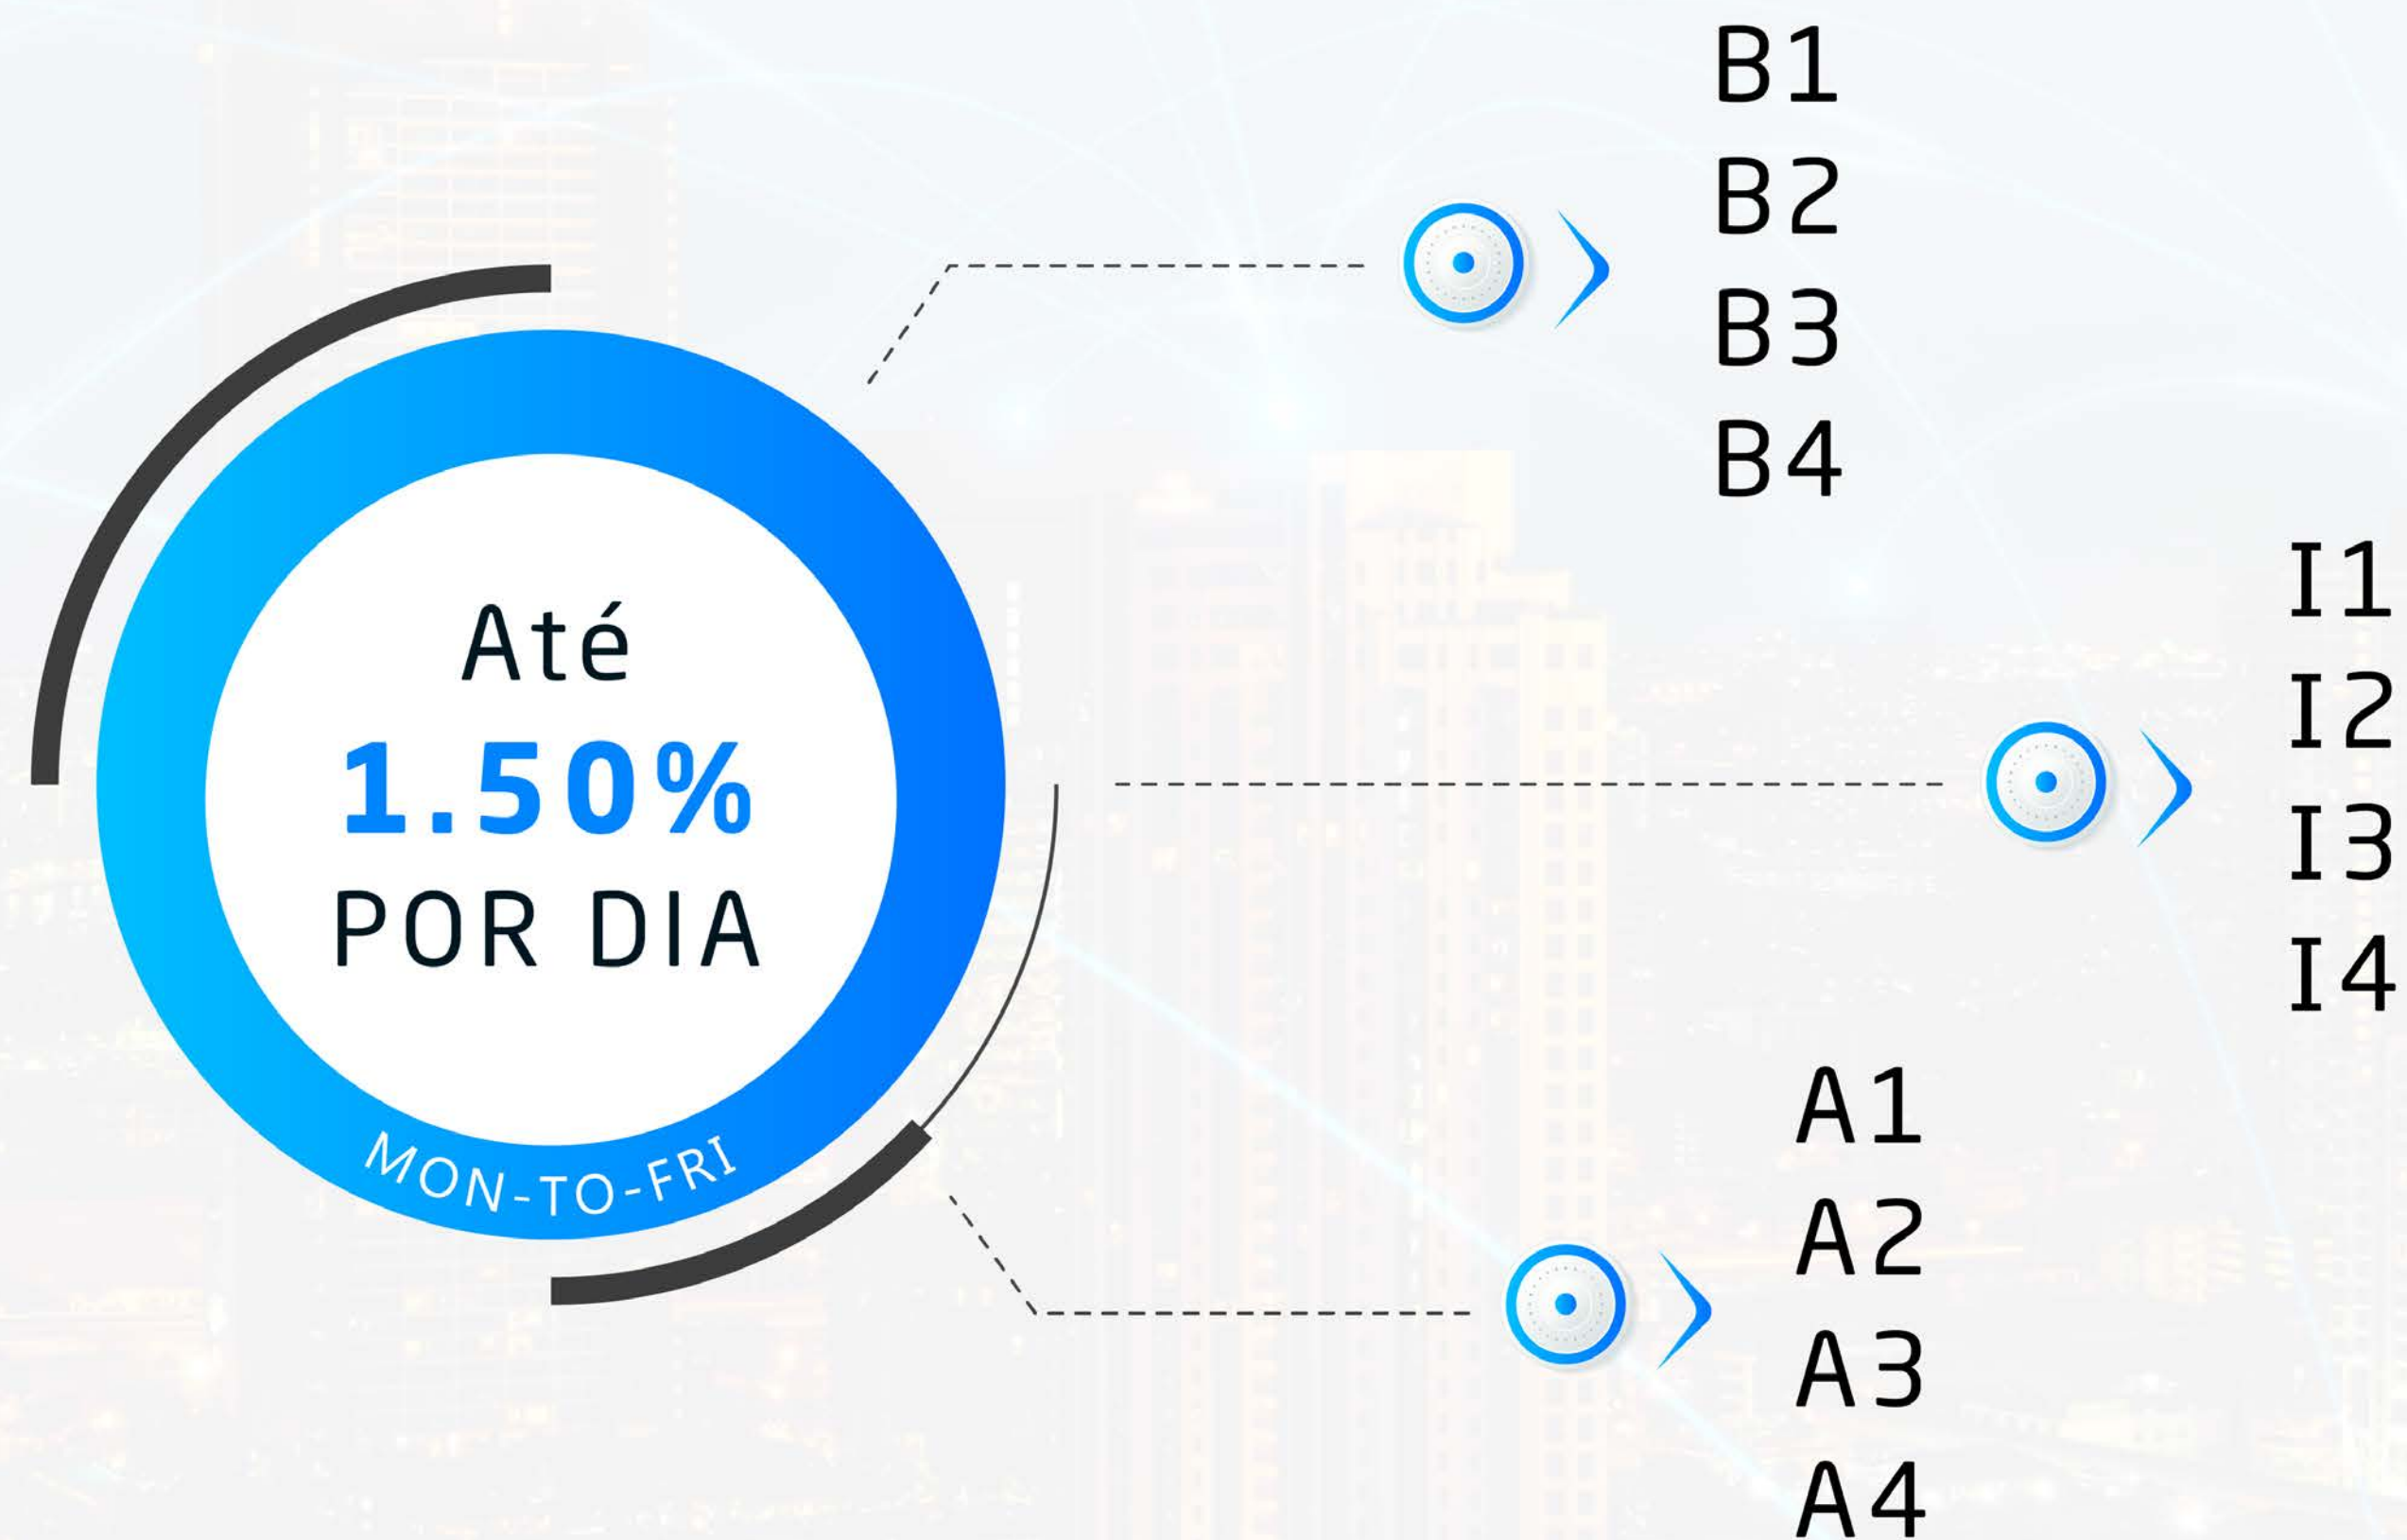 Até
1.50%
POR DIA
MON-TO-FRI
B1
B2
B3
B4
I1
I2
I3
I4
A1
A2
A3
A4